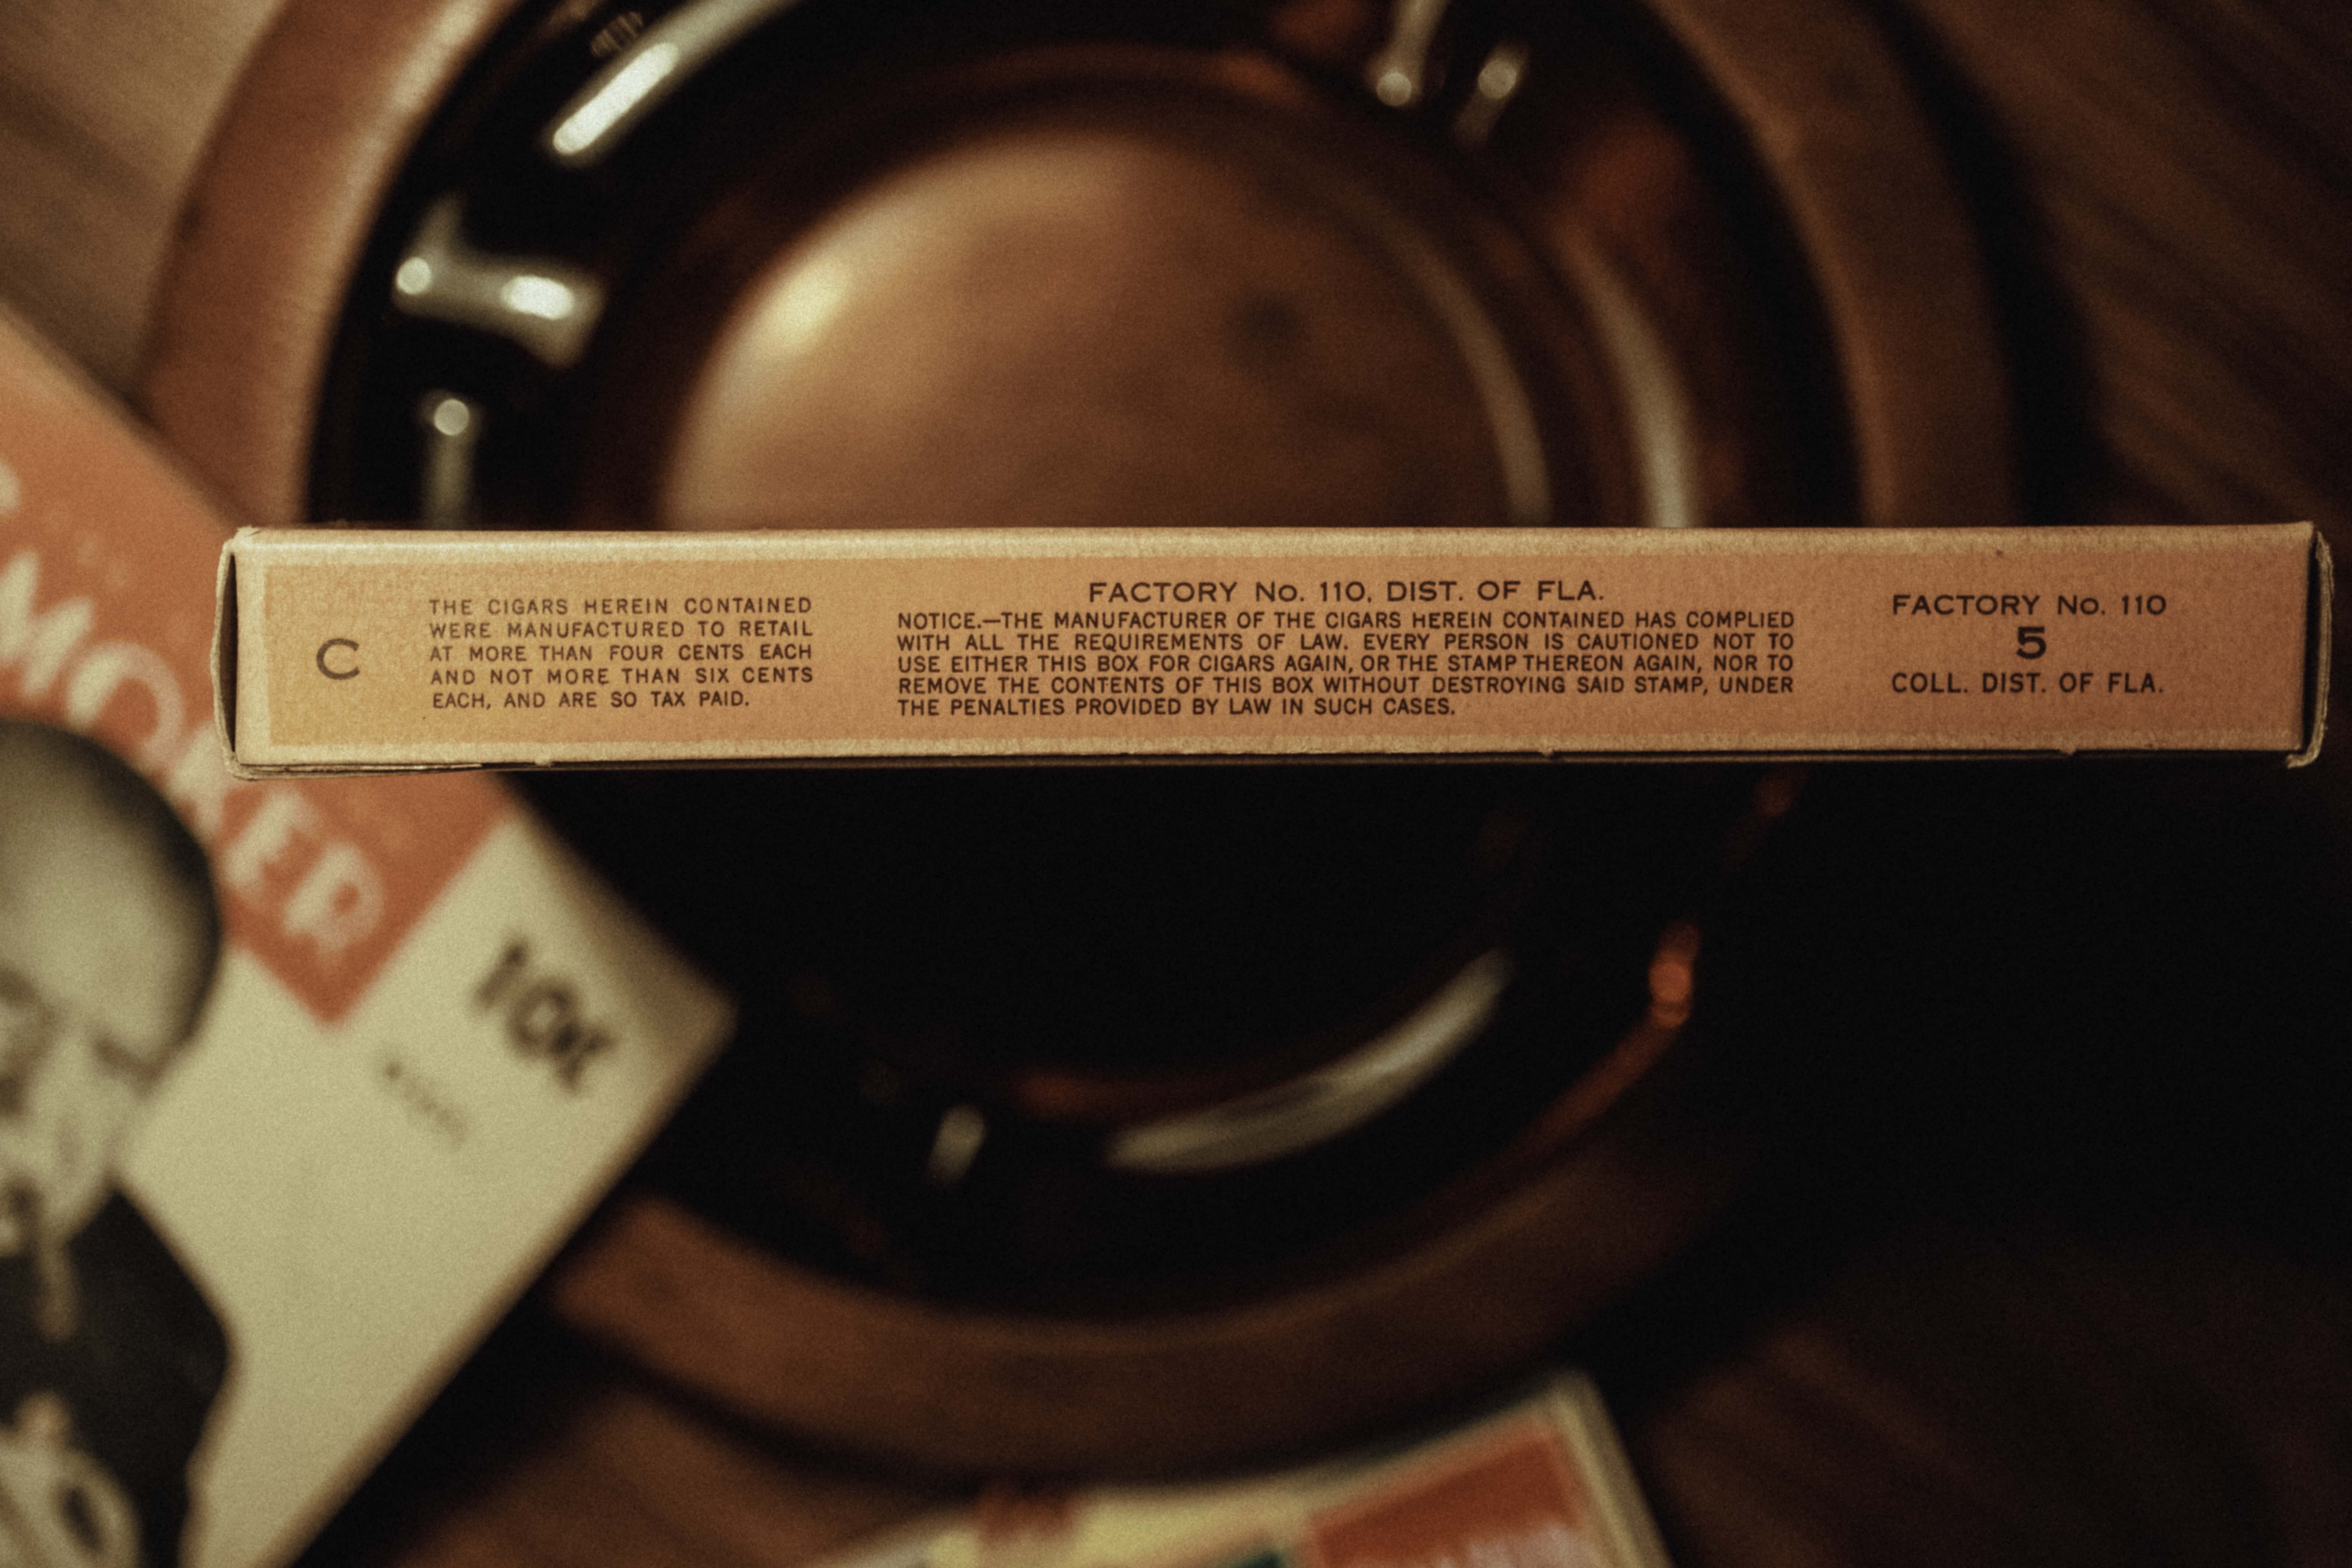 C
THE CIGARS HEREIN CONTAINED
WERE MANUFACTURED TO RETAIL
AT MORE THAN FOUR CENTS EACH
AND NOT MORE THAN SIX CENTS
EACH, AND ARE SO TAX PAID.
FACTORY No. 110, DIST. OF FLA.
NOTICE.—THE MANUFACTURER OF THE CIGARS HEREIN CONTAINED HAS COMPLIED
WITH ALL THE REQUIREMENTS OF LAW. EVERY PERSON IS CAUTIONED NOT TO
USE EITHER THIS BOX FOR CIGARS AGAIN, OR THE STAMP THEREON AGAIN, NOR TO
REMOVE THE CONTENTS OF THIS BOX WITHOUT DESTROYING SAID STAMP, UNDER
THE PENALTIES PROVIDED BY LAW IN SUCH CASES.
FACTORY No. 110
5
COLL. DIST. OF FLA.
MOKER
10¢